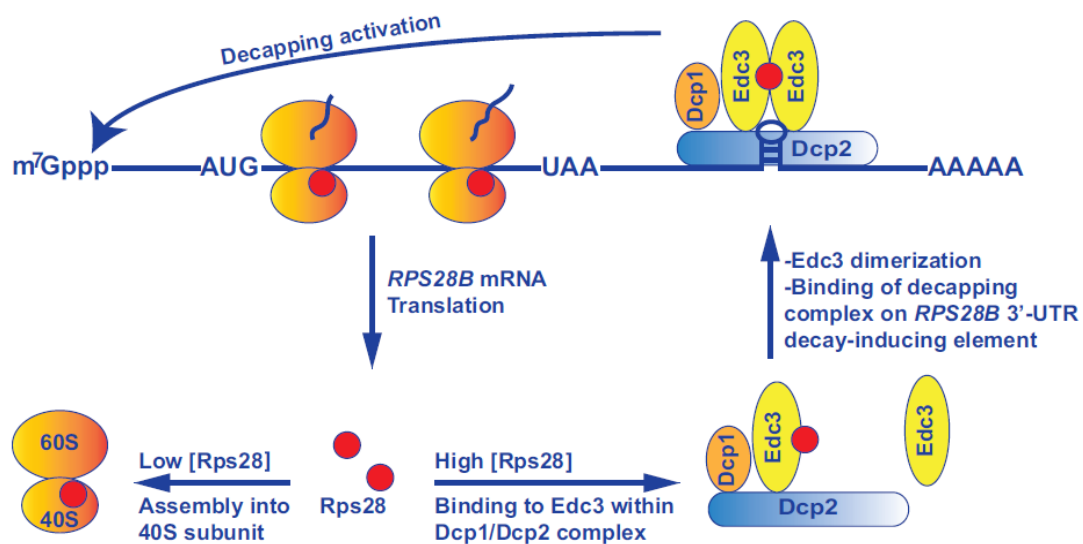 Decapping activation
Dcp1
Edc3
Edc3
Dcp2
m⁷Gppp
AUG
UAA
AAAAA
RPS28B mRNA
Translation
-Edc3 dimerization
-Binding of decapping
complex on RPS28B 3’-UTR
decay-inducing element
60S
40S
Low [Rps28]
Assembly into
40S subunit
Rps28
High [Rps28]
Binding to Edc3 within
Dcp1/Dcp2 complex
Dcp1
Edc3
Dcp2
Edc3